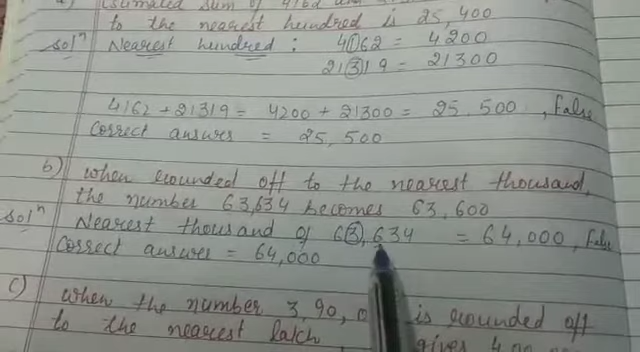 a) Estimated sum of 4162 and
to the nearest hundred is 25,400
Solⁿ Nearest hundred : 4162 = 4200
21319 = 21300
4162 + 21319 = 4200 + 21300 = 25,500, False
Correct answer = 25,500
b) when rounded off to the nearest thousand,
the number 63,634 becomes 63,600
Solⁿ Nearest thousand of 63,634 = 64,000, False
Correct answer = 64,000
c) when the number 3,90,0 is rounded off
to the nearest lakh, gives